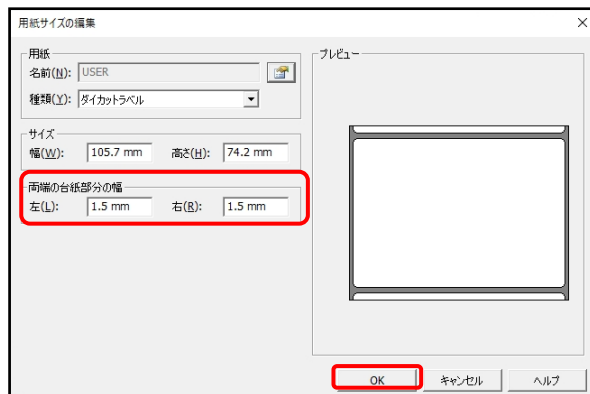 用紙サイズの編集
用紙
名前(N): USER
種類(Y): ダイカットラベル
サイズ
幅(W): 105.7 mm 高さ(H): 74.2 mm
両端の台紙部分の幅
左(L): 1.5 mm 右(R): 1.5 mm
プレビュー
OK キャンセル ヘルプ